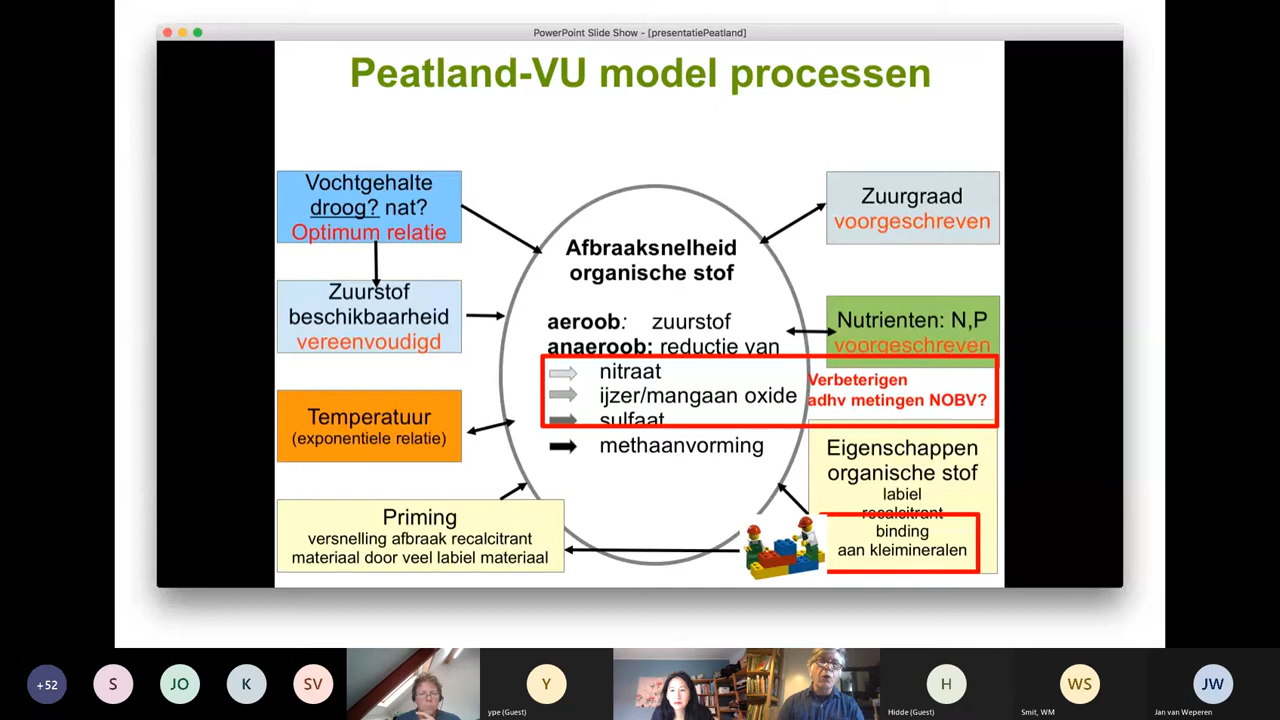 PowerPoint Slide Show - [presentatiePeatland]
Peatland-VU model processen
Vochtgehalte
droog? nat?
Optimum relatie
Zuurstof
beschikbaarheid
vereenvoudigd
Temperatuur
(exponentiele relatie)
Priming
versnelling afbraak recalcitrant
materiaal door veel labiel materiaal
Afbraaksnelheid
organische stof
aeroob: zuurstof
anaeroob: reductie van
nitraat
ijzer/mangaan oxide
sulfaat
methaanvorming
Zuurgraad
voorgeschreven
Nutrienten: N,P
voorgeschreven
Verbeterigen
adhv metingen NOBV?
Eigenschappen
organische stof
labiel
recalcitrant
binding
aan kleimineralen
+52
S
JO
K
SV
Y
ype (Guest)
H
Hidde (Guest)
WS
Smit, WM
JW
Jan van Weperen